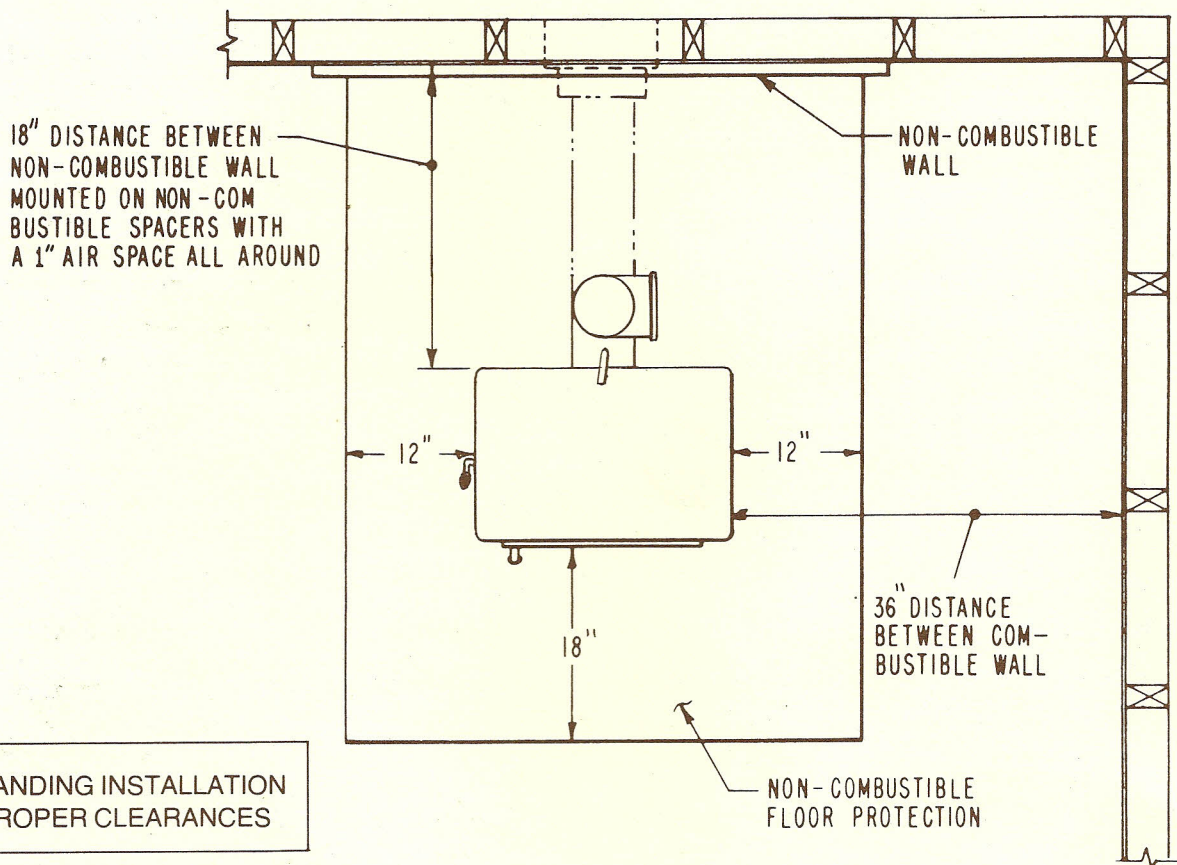 18" DISTANCE BETWEEN
NON-COMBUSTIBLE WALL
MOUNTED ON NON-COM
BUSTIBLE SPACERS WITH
A 1" AIR SPACE ALL AROUND
NON-COMBUSTIBLE
WALL
12"
12"
36" DISTANCE
BETWEEN COM-
BUSTIBLE WALL
18"
NON-COMBUSTIBLE
FLOOR PROTECTION
ANDING INSTALLATION
ROPER CLEARANCES